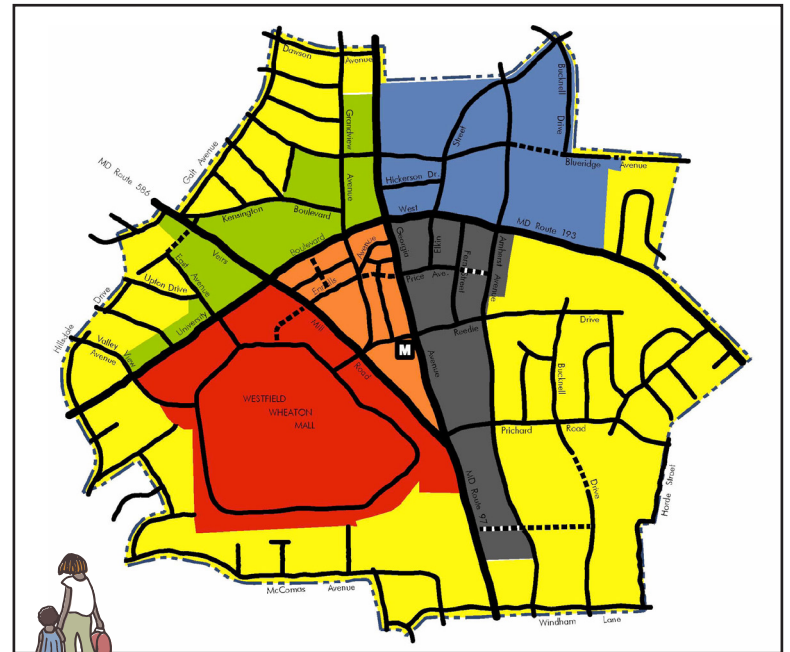 Dawson
Avenue
Bucknell
Drive
Grandview
Avenue
Street
Galt Avenue
MD Route 586
Blueridge Avenue
Hickerson Dr.
Kensington
Boulevard
West
MD Route 193
Georgia
Elkin
Amherst
Avenue
Fern Street
Boulevard
Avenue
Veirs
Ennalls
Price Ave.
East
Avenue
Upton Drive
University
Mill
Road
Drive
Hillsdale
Valley
View
Avenue
Reedie
Drive
M
Avenue
Bucknell
Drive
WESTFIELD
WHEATON
MALL
Prichard Road
MD Route 97
Horde Street
McComas Avenue
Windham Lane